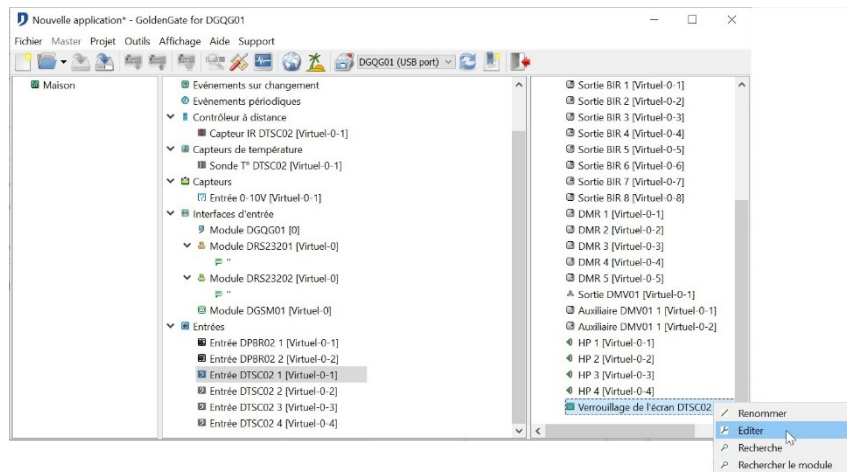 Nouvelle application* - GoldenGate for DGQG01
Fichier Master Projet Outils Affichage Aide Support
DGQG01 (USB port)
Maison
Evénements sur changement
Evènements périodiques
Contrôleur à distance
Capteur IR DTSC02 [Virtuel-0-1]
Capteurs de température
Sonde T° DTSC02 [Virtuel-0-1]
Capteurs
Entrée 0-10V [Virtuel-0-1]
Interfaces d'entrée
Module DGQG01 [0]
Module DRS23201 [Virtuel-0]
"
Module DRS23202 [Virtuel-0]
"
Module DGSM01 [Virtuel-0]
Entrées
Entrée DPBR02 1 [Virtuel-0-1]
Entrée DPBR02 2 [Virtuel-0-2]
Entrée DTSC02 1 [Virtuel-0-1]
Entrée DTSC02 2 [Virtuel-0-2]
Entrée DTSC02 3 [Virtuel-0-3]
Entrée DTSC02 4 [Virtuel-0-4]
Sortie BIR 1 [Virtuel-0-1]
Sortie BIR 2 [Virtuel-0-2]
Sortie BIR 3 [Virtuel-0-3]
Sortie BIR 4 [Virtuel-0-4]
Sortie BIR 5 [Virtuel-0-5]
Sortie BIR 6 [Virtuel-0-6]
Sortie BIR 7 [Virtuel-0-7]
Sortie BIR 8 [Virtuel-0-8]
DMR 1 [Virtuel-0-1]
DMR 2 [Virtuel-0-2]
DMR 3 [Virtuel-0-3]
DMR 4 [Virtuel-0-4]
DMR 5 [Virtuel-0-5]
Sortie DMV01 [Virtuel-0-1]
Auxiliaire DMV01 1 [Virtuel-0-1]
Auxiliaire DMV01 1 [Virtuel-0-2]
HP 1 [Virtuel-0-1]
HP 2 [Virtuel-0-2]
HP 3 [Virtuel-0-3]
HP 4 [Virtuel-0-4]
Verrouillage de l'écran DTSC02
Renommer
Editer
Recherche
Rechercher le module